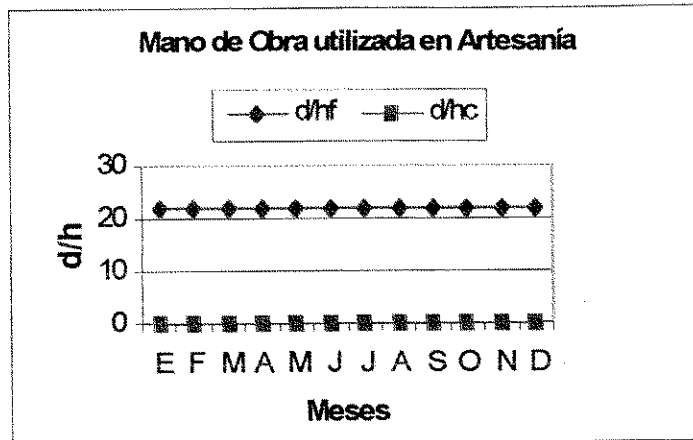 Mano de Obra utilizada en Artesanía
d/hf d/hc
30
20
10
0
d/h
E F M A M J J A S O N D
Meses